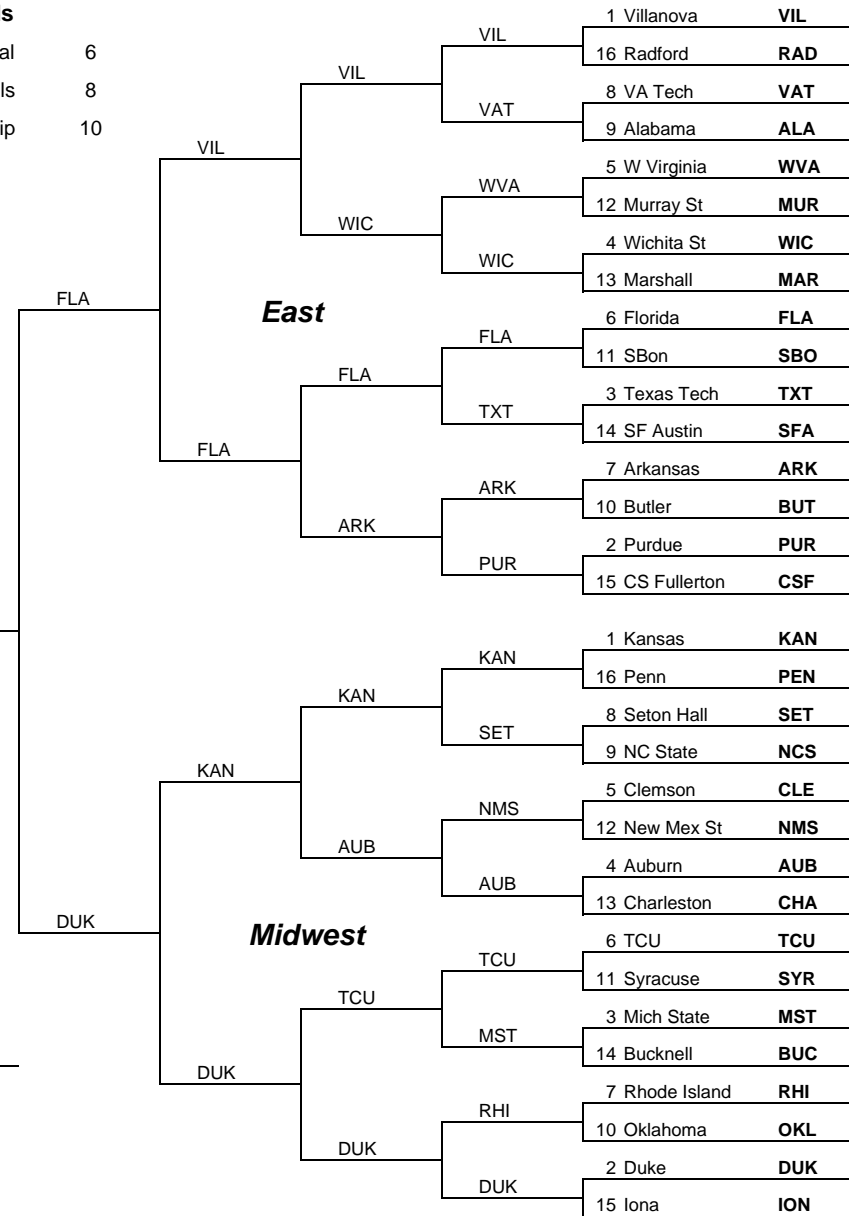 ls
al 6
ls 8
ip 10
1 Villanova VIL
VIL
16 Radford RAD
VIL
8 VA Tech VAT
VAT
9 Alabama ALA
VIL
5 W Virginia WVA
WVA
12 Murray St MUR
WIC
4 Wichita St WIC
WIC
13 Marshall MAR
FLA
East
6 Florida FLA
FLA
11 SBon SBO
FLA
3 Texas Tech TXT
TXT
14 SF Austin SFA
FLA
7 Arkansas ARK
ARK
10 Butler BUT
ARK
2 Purdue PUR
PUR
15 CS Fullerton CSF
1 Kansas KAN
KAN
16 Penn PEN
KAN
8 Seton Hall SET
SET
9 NC State NCS
KAN
5 Clemson CLE
NMS
12 New Mex St NMS
AUB
4 Auburn AUB
AUB
13 Charleston CHA
DUK
Midwest
6 TCU TCU
TCU
11 Syracuse SYR
TCU
3 Mich State MST
MST
14 Bucknell BUC
DUK
7 Rhode Island RHI
RHI
10 Oklahoma OKL
DUK
2 Duke DUK
DUK
15 Iona ION